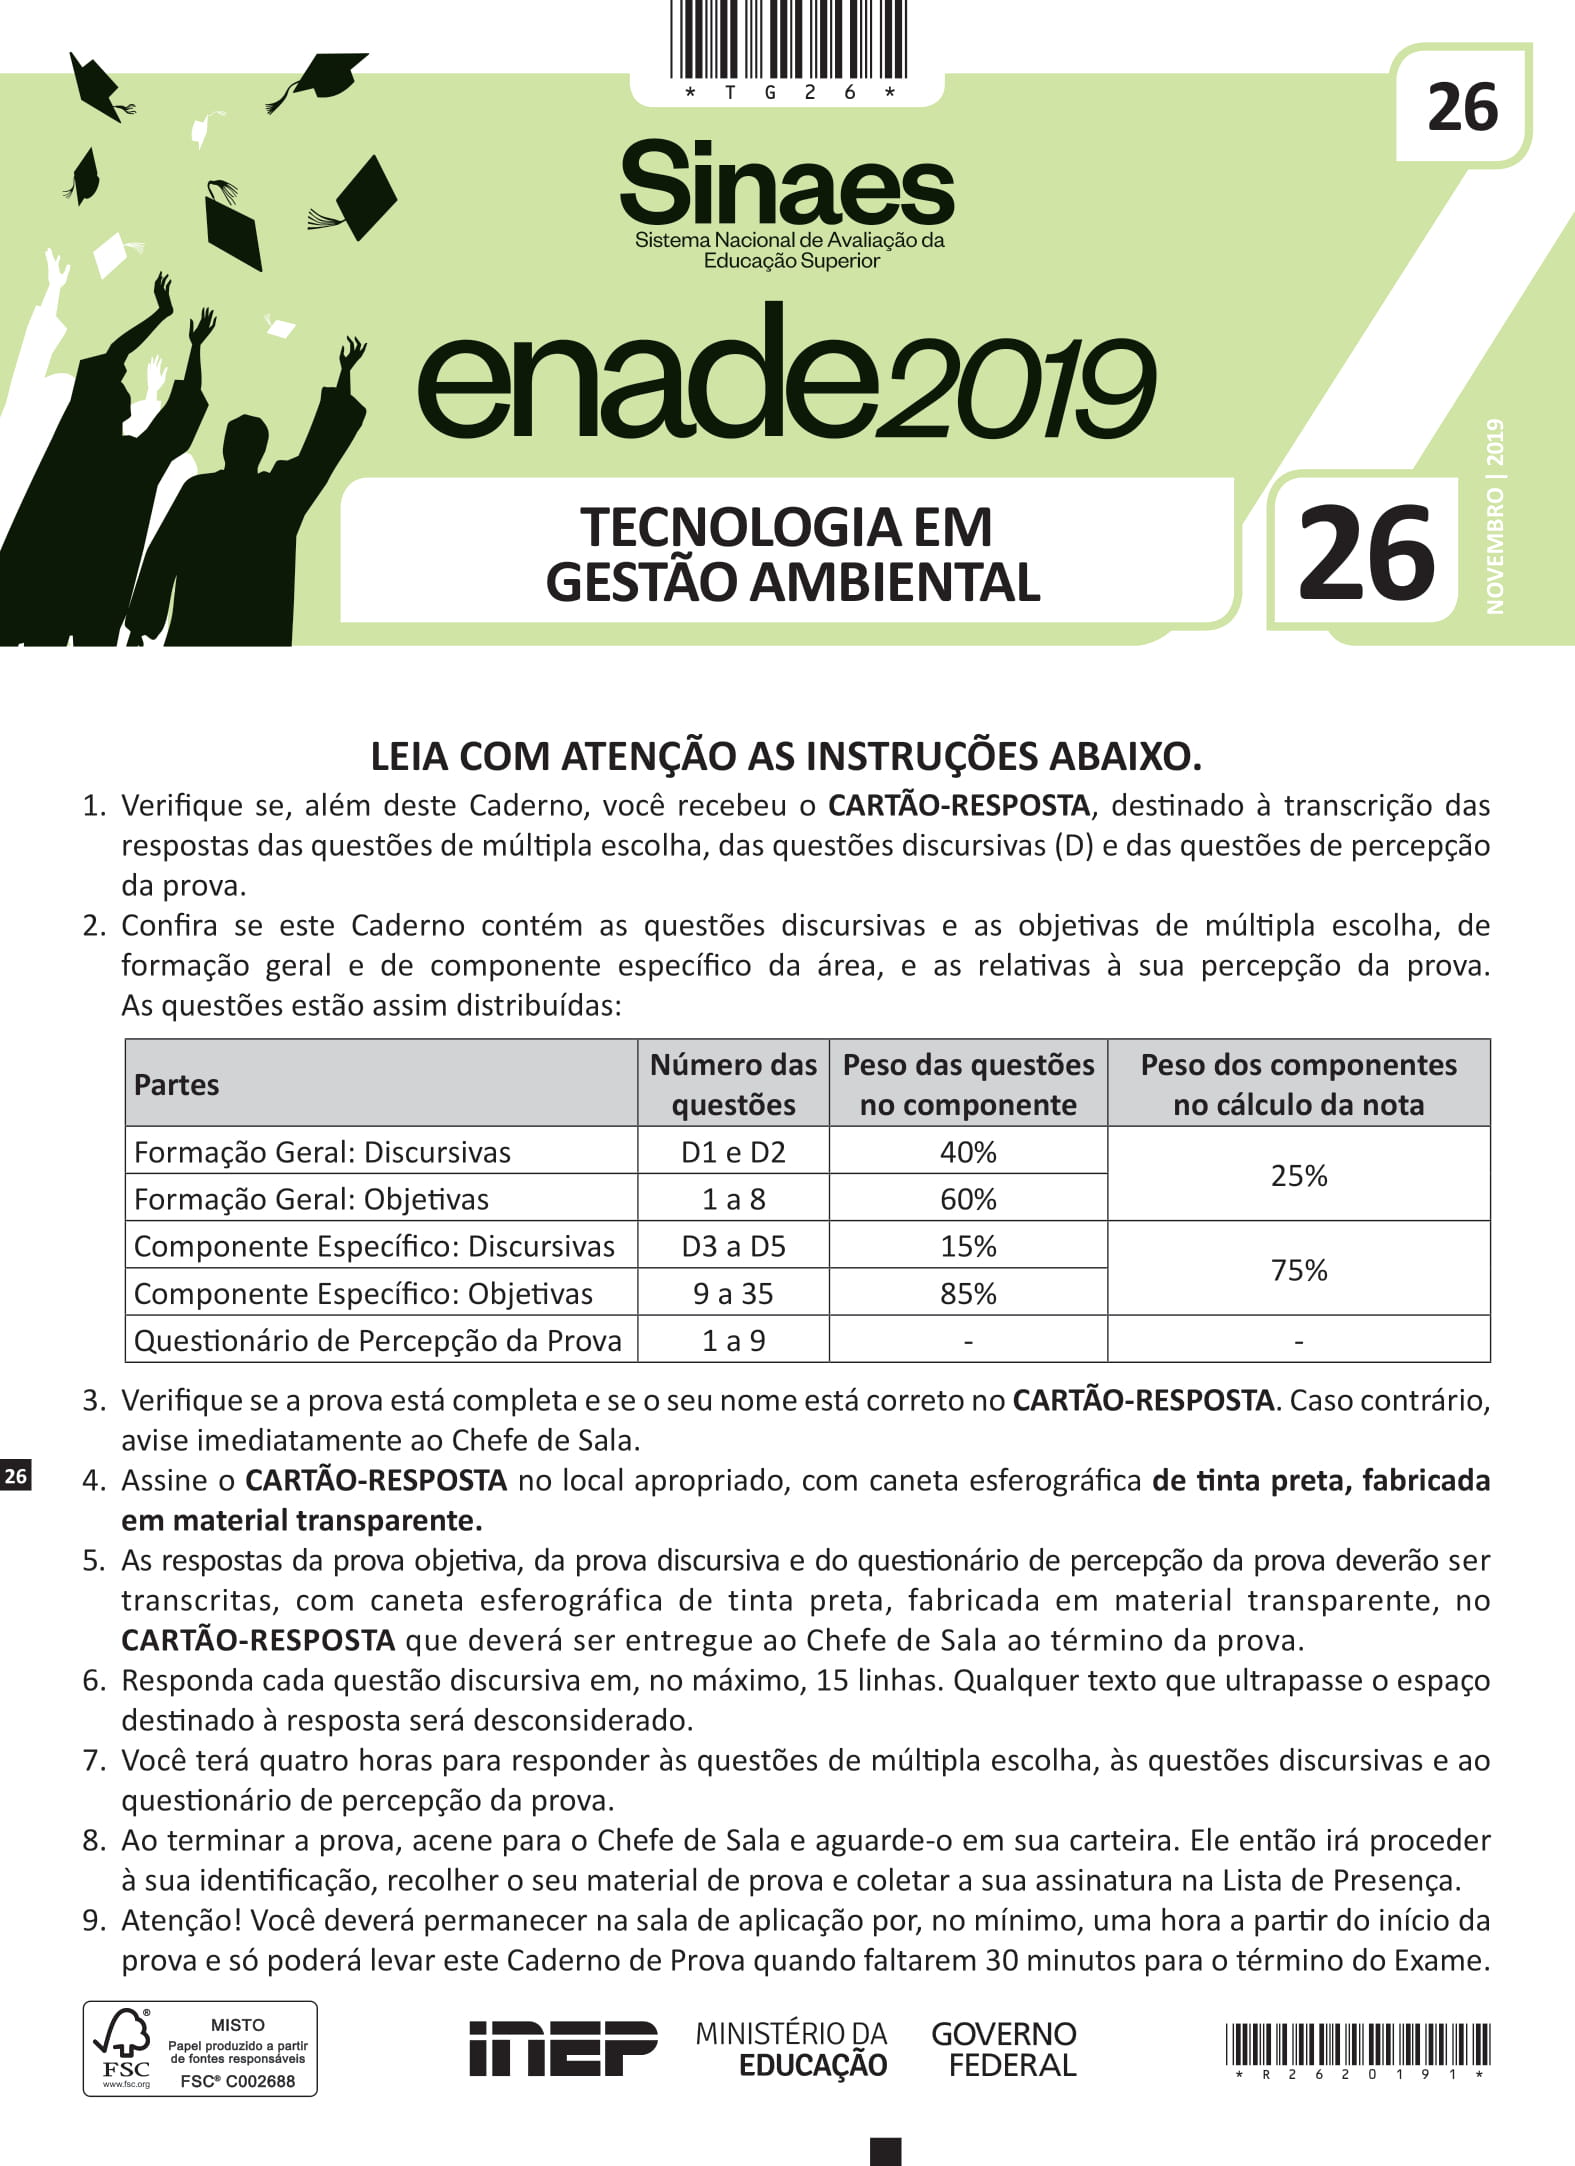 * T G 2 6 *
26
Sinaes
Sistema Nacional de Avaliação da
Educação Superior
enade2019
TECNOLOGIA EM
GESTÃO AMBIENTAL
26
NOVEMBRO | 2019
LEIA COM ATENÇÃO AS INSTRUÇÕES ABAIXO.
1. Verifique se, além deste Caderno, você recebeu o CARTÃO-RESPOSTA, destinado à transcrição das
respostas das questões de múltipla escolha, das questões discursivas (D) e das questões de percepção
da prova.
2. Confira se este Caderno contém as questões discursivas e as objetivas de múltipla escolha, de
formação geral e de componente específico da área, e as relativas à sua percepção da prova.
As questões estão assim distribuídas:
Partes Número das questões Peso das questões no componente Peso dos componentes no cálculo da nota
Formação Geral: Discursivas D1 e D2 40% 25%
Formação Geral: Objetivas 1 a 8 60%
Componente Específico: Discursivas D3 a D5 15% 75%
Componente Específico: Objetivas 9 a 35 85%
Questionário de Percepção da Prova 1 a 9 - -
3. Verifique se a prova está completa e se o seu nome está correto no CARTÃO-RESPOSTA. Caso contrário,
avise imediatamente ao Chefe de Sala.
26
4. Assine o CARTÃO-RESPOSTA no local apropriado, com caneta esferográfica de tinta preta, fabricada
em material transparente.
5. As respostas da prova objetiva, da prova discursiva e do questionário de percepção da prova deverão ser
transcritas, com caneta esferográfica de tinta preta, fabricada em material transparente, no
CARTÃO-RESPOSTA que deverá ser entregue ao Chefe de Sala ao término da prova.
6. Responda cada questão discursiva em, no máximo, 15 linhas. Qualquer texto que ultrapasse o espaço
destinado à resposta será desconsiderado.
7. Você terá quatro horas para responder às questões de múltipla escolha, às questões discursivas e ao
questionário de percepção da prova.
8. Ao terminar a prova, acene para o Chefe de Sala e aguarde-o em sua carteira. Ele então irá proceder
à sua identificação, recolher o seu material de prova e coletar a sua assinatura na Lista de Presença.
9. Atenção! Você deverá permanecer na sala de aplicação por, no mínimo, uma hora a partir do início da
prova e só poderá levar este Caderno de Prova quando faltarem 30 minutos para o término do Exame.
®
FSC
www.fsc.org
MISTO
Papel produzido a partir
de fontes responsáveis
FSC® C002688
INEP
MINISTÉRIO DA
EDUCAÇÃO
GOVERNO
FEDERAL
* R 2 6 2 0 1 9 1 *